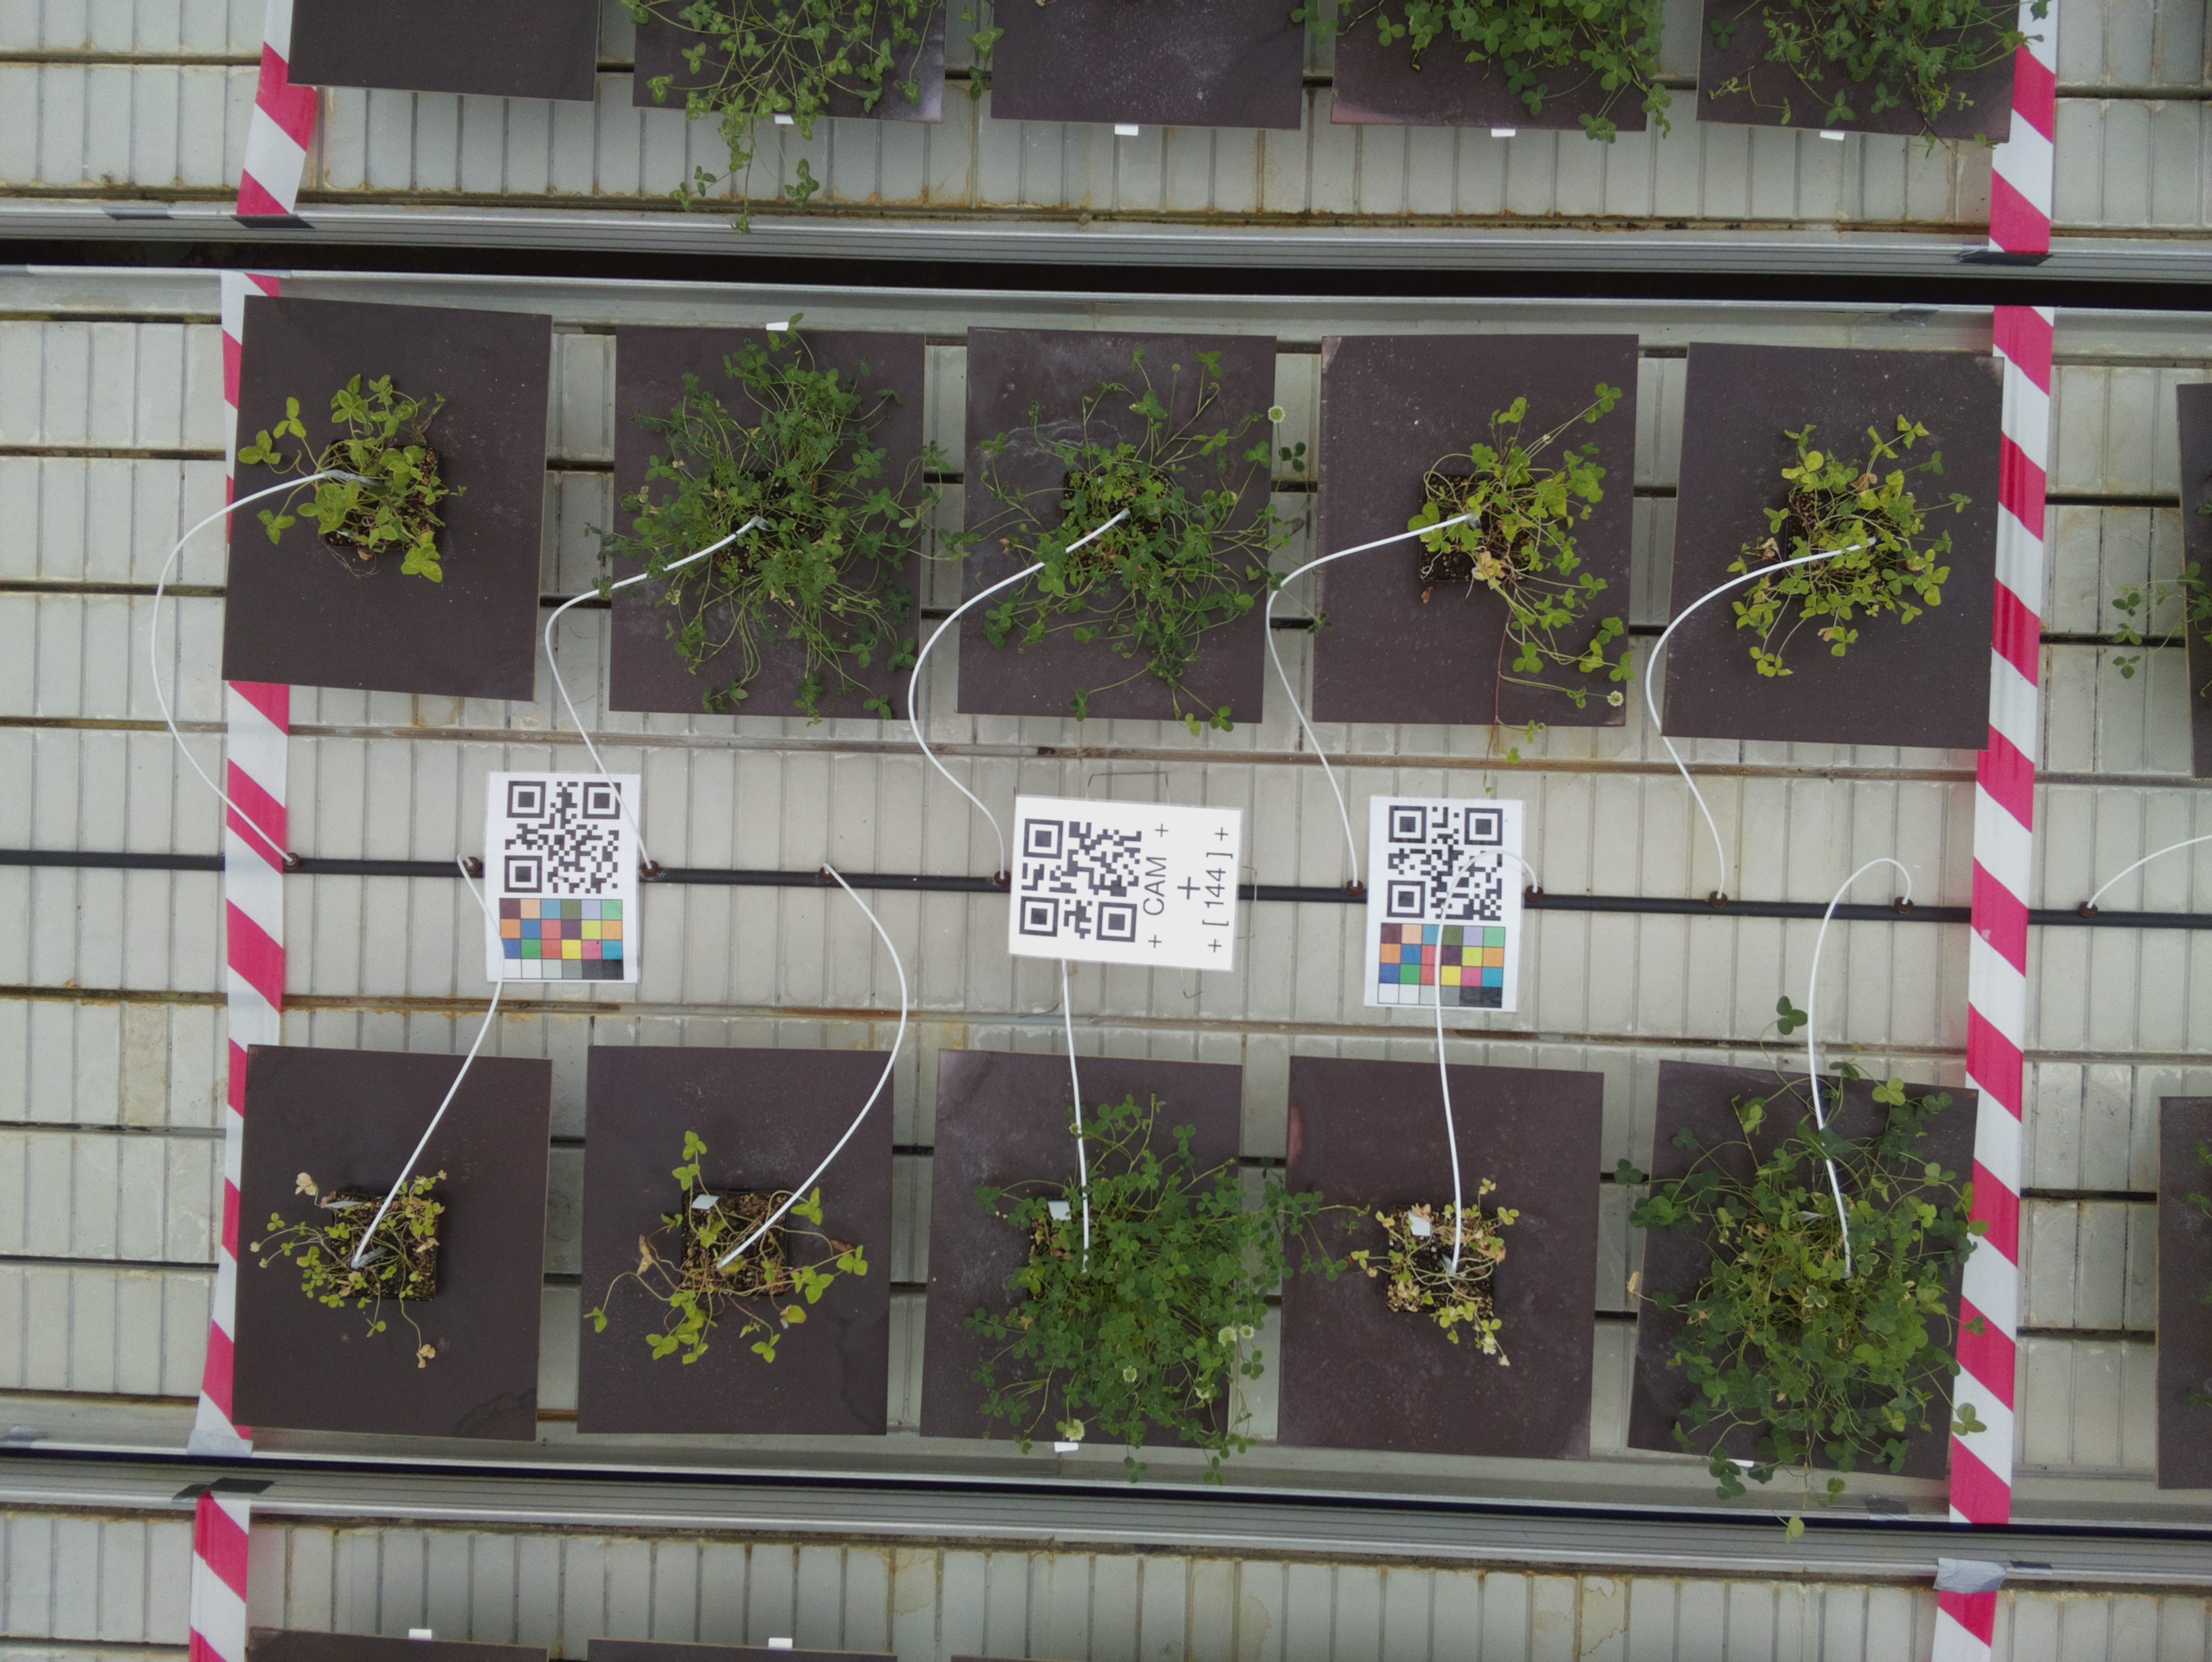 + CAM +
+
+ [ 144 ] +